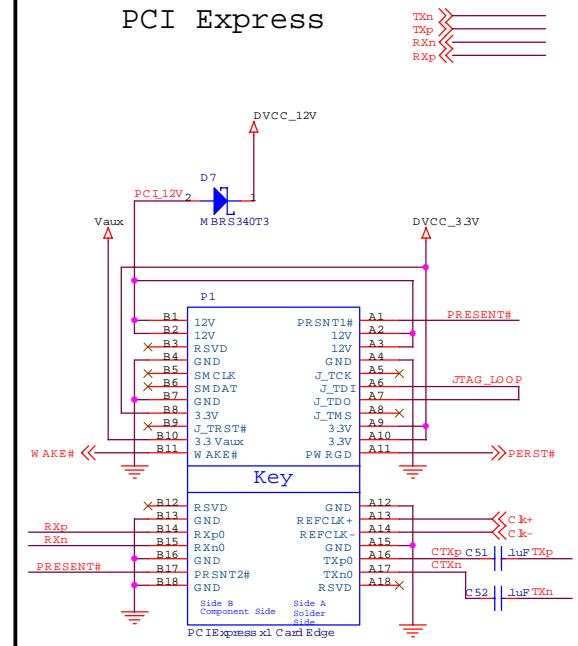 PCI Express
TXn
TXp
RXn
RXp
DVCC_12V
D7
PCI_12V 2 1
MBRS340T3
Vaux
DVCC_3.3V
P1
B1 12V PRSNT1# A1 PRESENT#
B2 12V 12V A2
B3 RSVD 12V A3
B4 GND GND A4
B5 SMCLK J_TCK A5
B6 SMDAT J_TDI A6 JTAG_LOOP
B7 GND J_TDO A7
B8 3.3V J_TMS A8
B9 J_TRST# 3.3V A9
B10 3.3Vaux 3.3V A10
WAKE# B11 WAKE# PWRGD A11 PERST#
Key
B12 RSVD GND A12
B13 GND REFCLK+ A13 Clk+
RXp B14 RXp0 REFCLK- A14 Clk-
RXn B15 RXn0 GND A15
B16 GND TXp0 A16 CTXp C51 .1uF TXp
PRESENT# B17 PRSNT2# TXn0 A17 CTXn
B18 GND RSVD A18 C52 .1uF TXn
Side B Side A
Component Side Solder
Side
PCIExpress x1 Card Edge